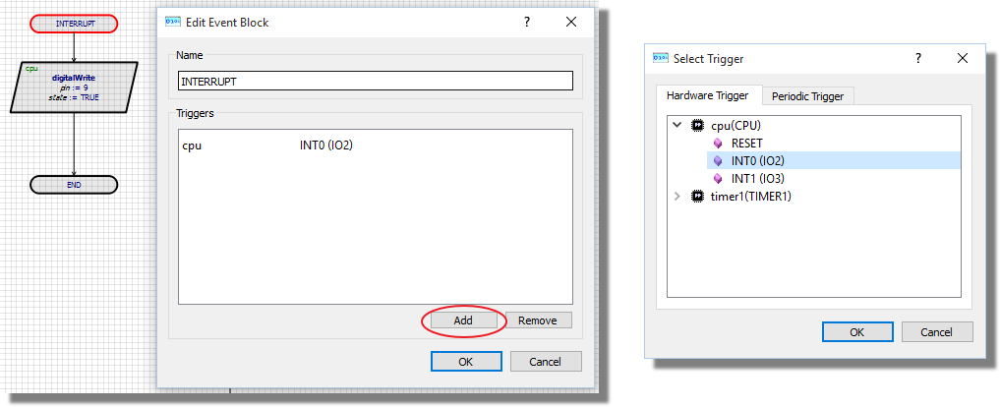 INTERRUPT
cpu
digitalWrite
pin := 9
state := TRUE
END
Edit Event Block
?
Name
INTERRUPT
Triggers
cpu INT0 (IO2)
Add Remove
OK Cancel
Select Trigger
?
Hardware Trigger Periodic Trigger
cpu(CPU)
RESET
INT0 (IO2)
INT1 (IO3)
timer1(TIMER1)
OK Cancel